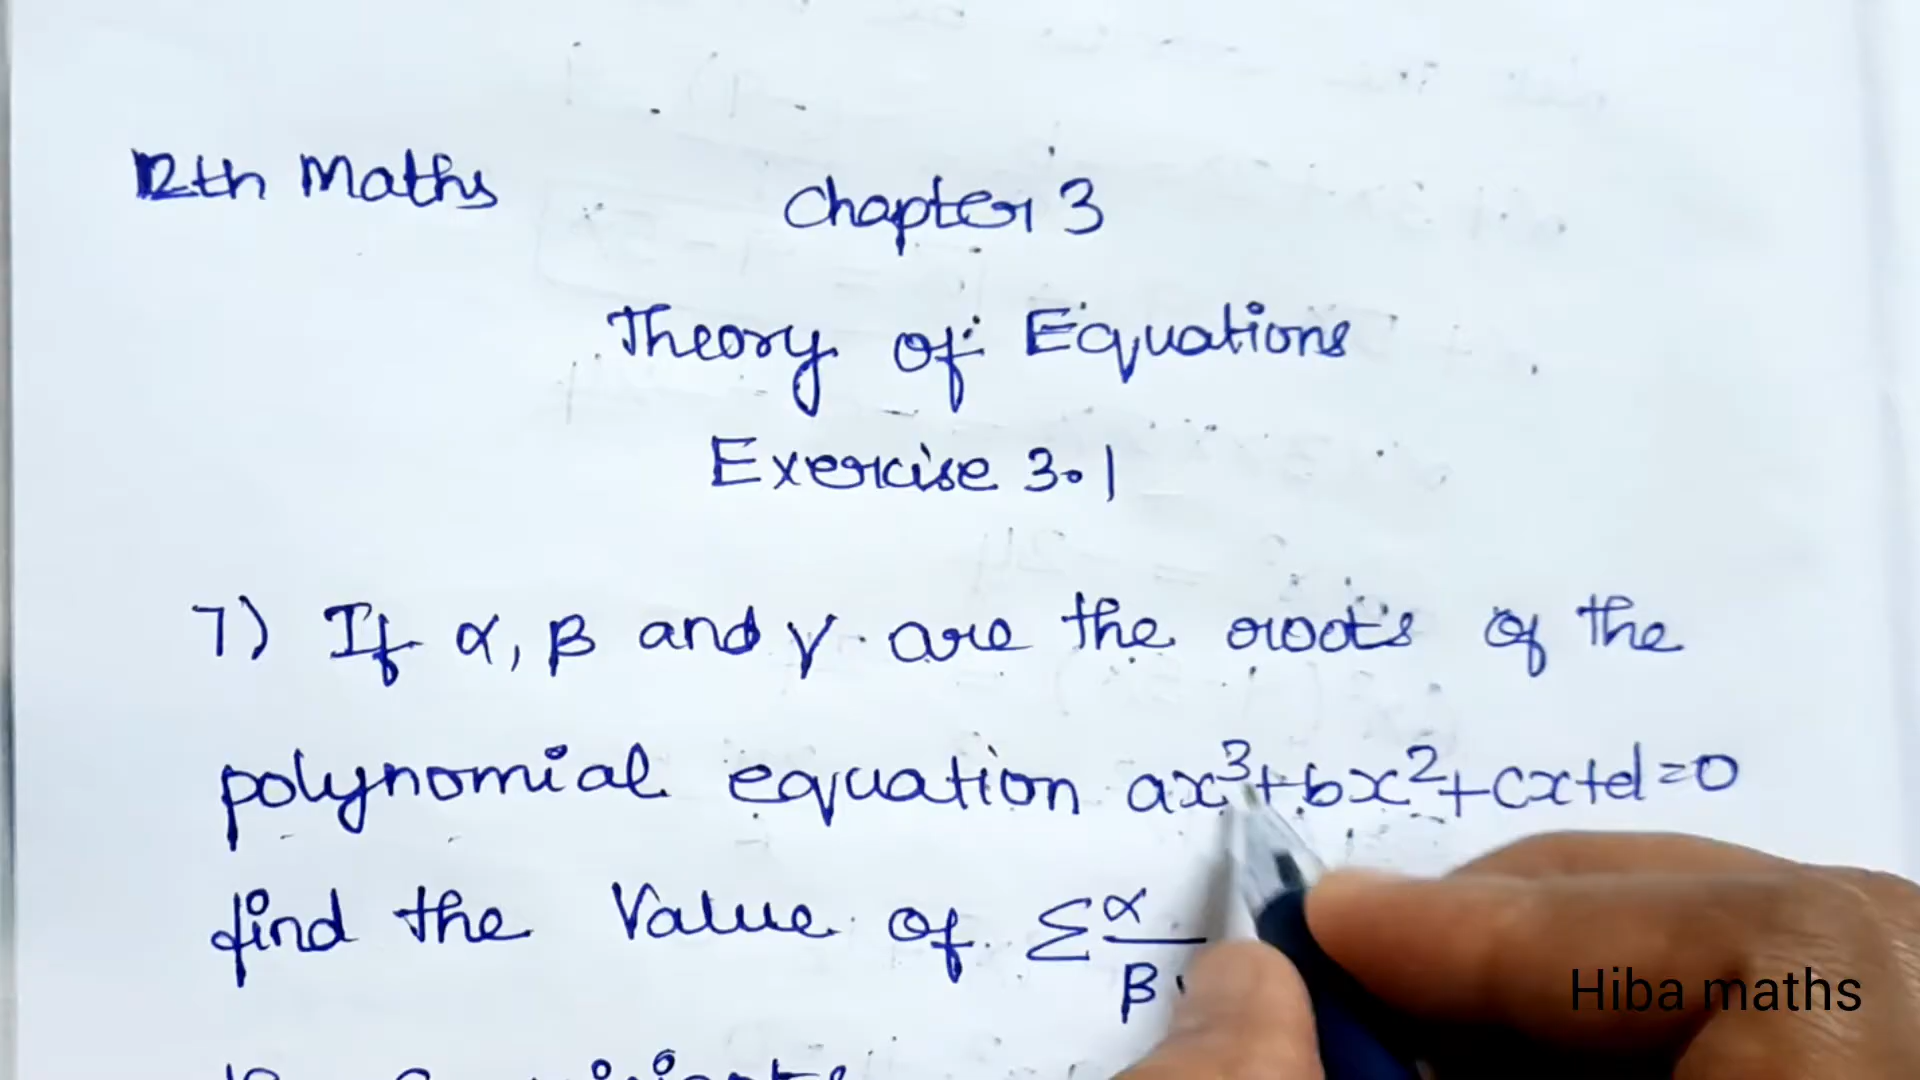 12th Maths Chapter 3
Theory of Equations
Exercise 3.1
7) If α, β and γ are the roots of the
polynomial equation ax³+bx²+cx+d=0
find the Value of Σ α/β
Hiba maths